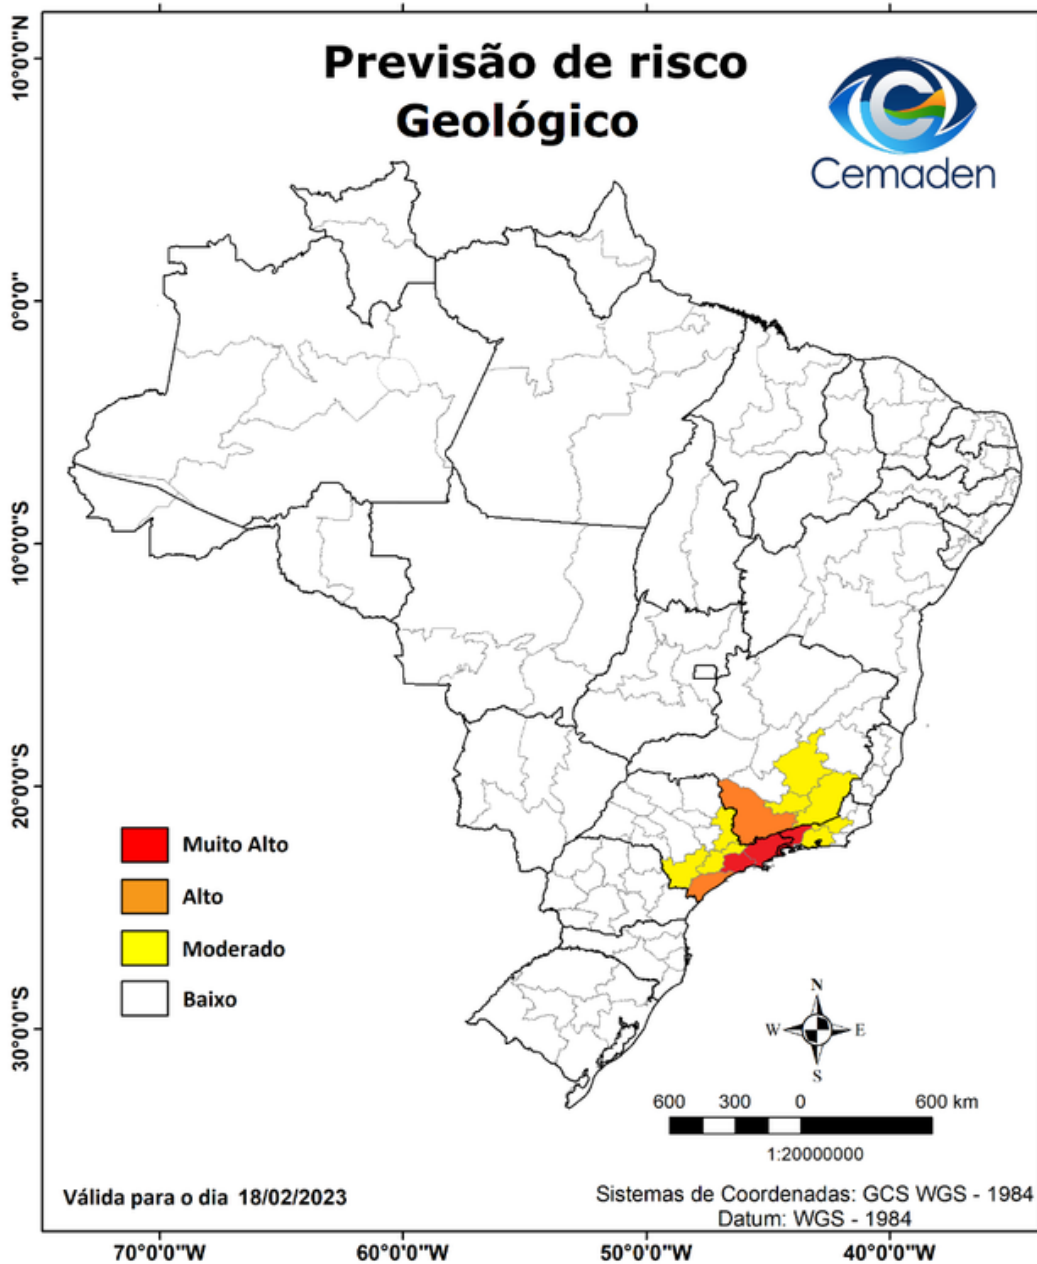 Previsão de risco
Geológico
Cemaden
10°0'0"N
0°0'0"
10°0'0"S
20°0'0"S
30°0'0"S
Muito Alto
Alto
Moderado
Baixo
N
W
E
S
600 300 0 600 km
1:20000000
Válida para o dia 18/02/2023
Sistemas de Coordenadas: GCS WGS - 1984
Datum: WGS - 1984
70°0'0"W 60°0'0"W 50°0'0"W 40°0'0"W